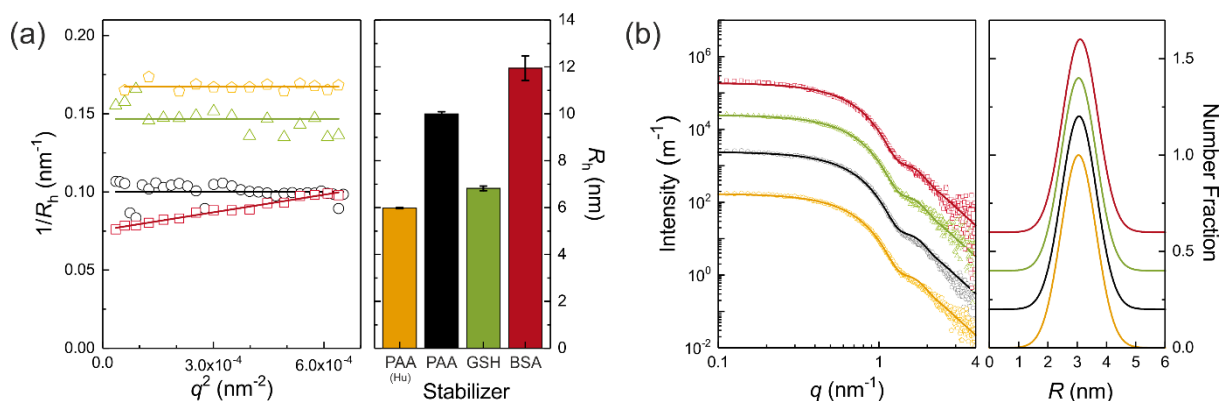 (a)
0.20
0.15
0.10
0.05
0.00
1/Rₕ (nm⁻¹)
0.0
3.0x10⁻⁴
6.0x10⁻⁴
q² (nm⁻²)
14
12
10
8
6
4
2
0
Rₕ (nm)
PAA PAA GSH BSA
(Hu)
Stabilizer
(b)
10⁶
10⁴
10²
10⁰
10⁻²
Intensity (m⁻¹)
0.1 1 4
q (nm⁻¹)
1.5
1.0
0.5
0.0
Number Fraction
0 1 2 3 4 5 6
R (nm)